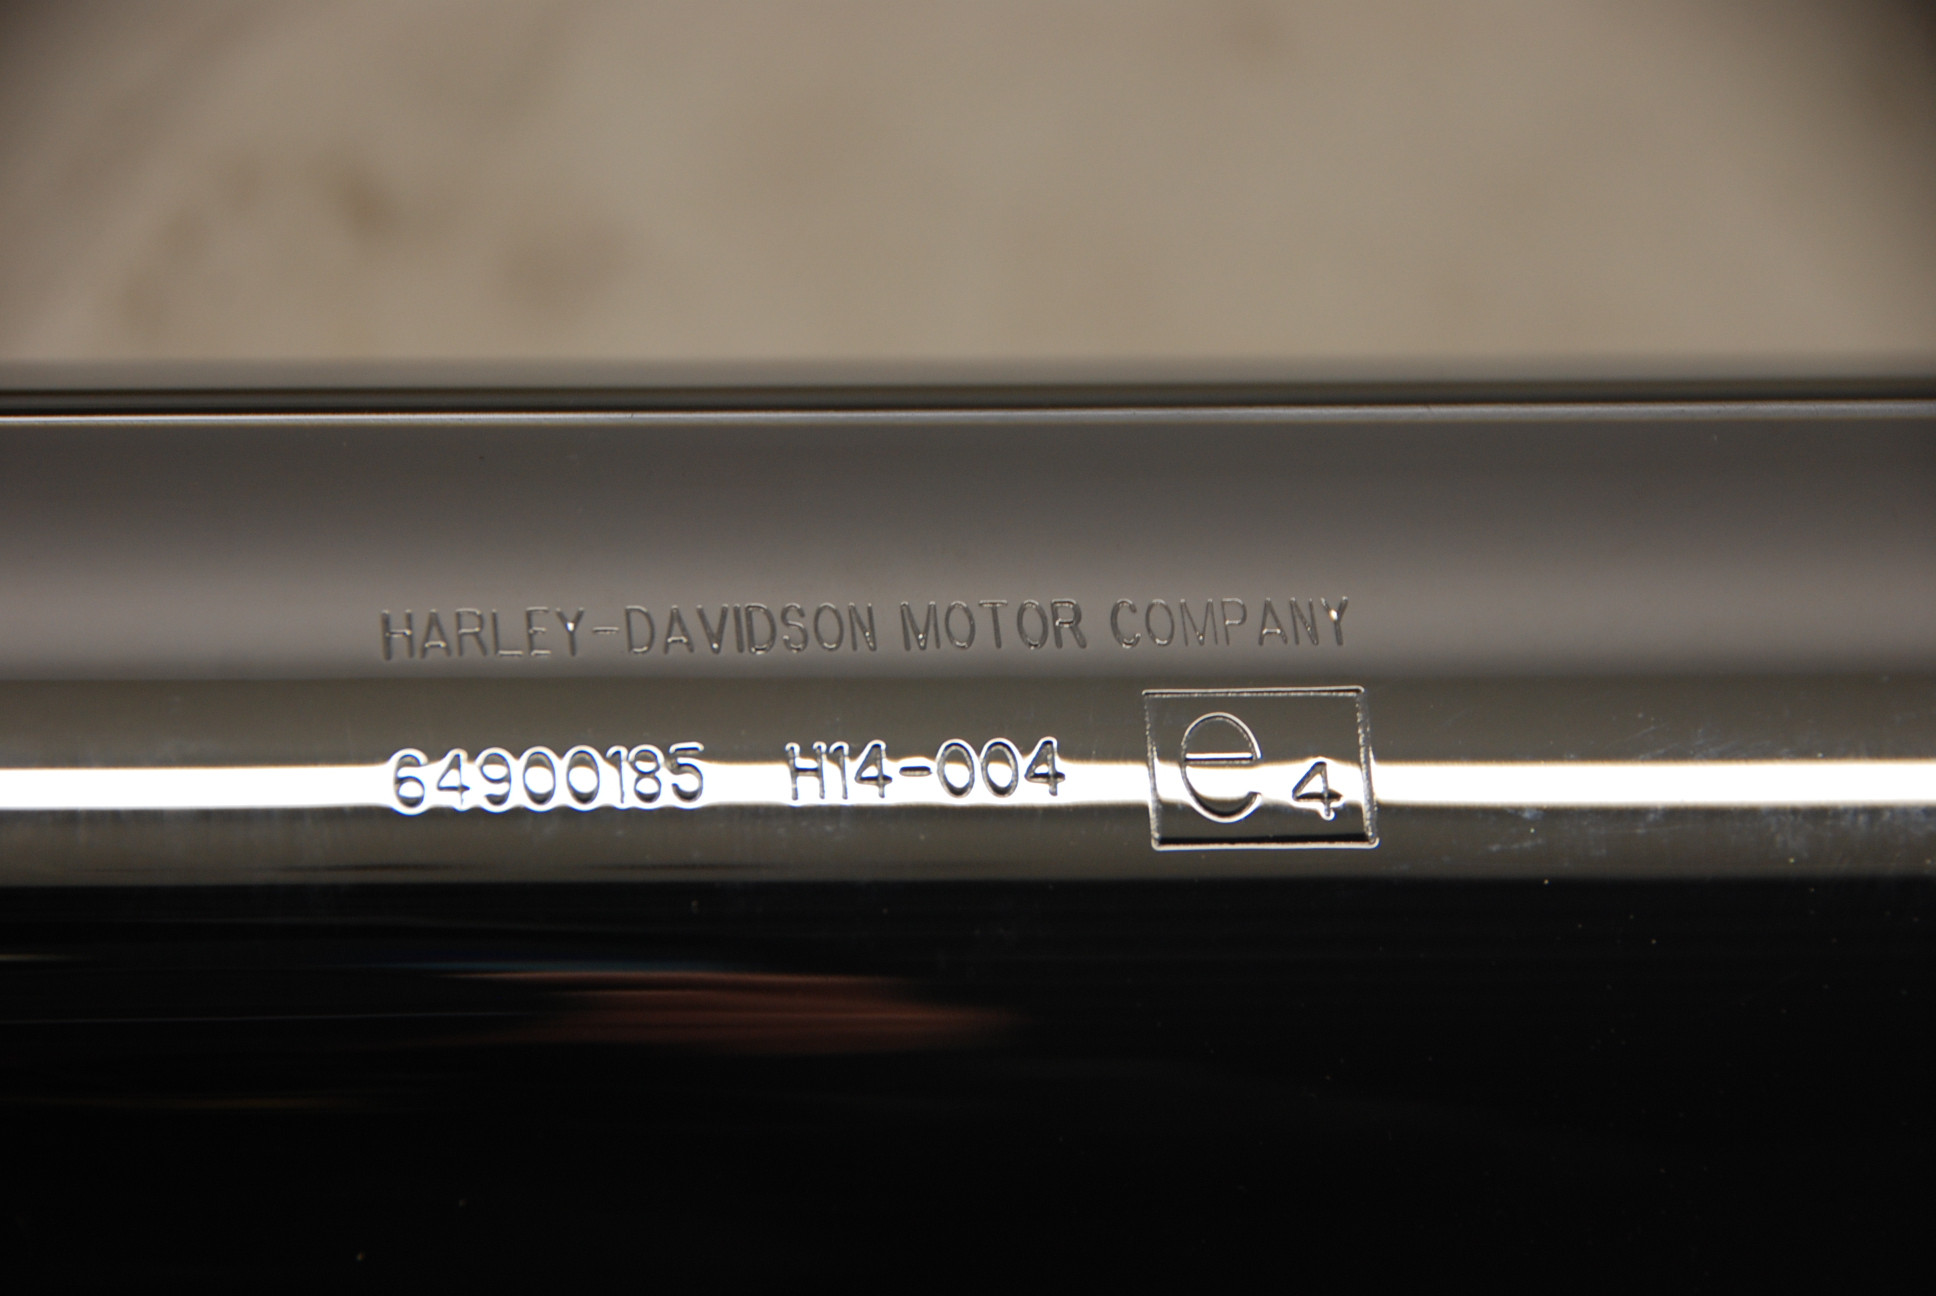 HARLEY-DAVIDSON MOTOR COMPANY
64900185 H14-004 e4